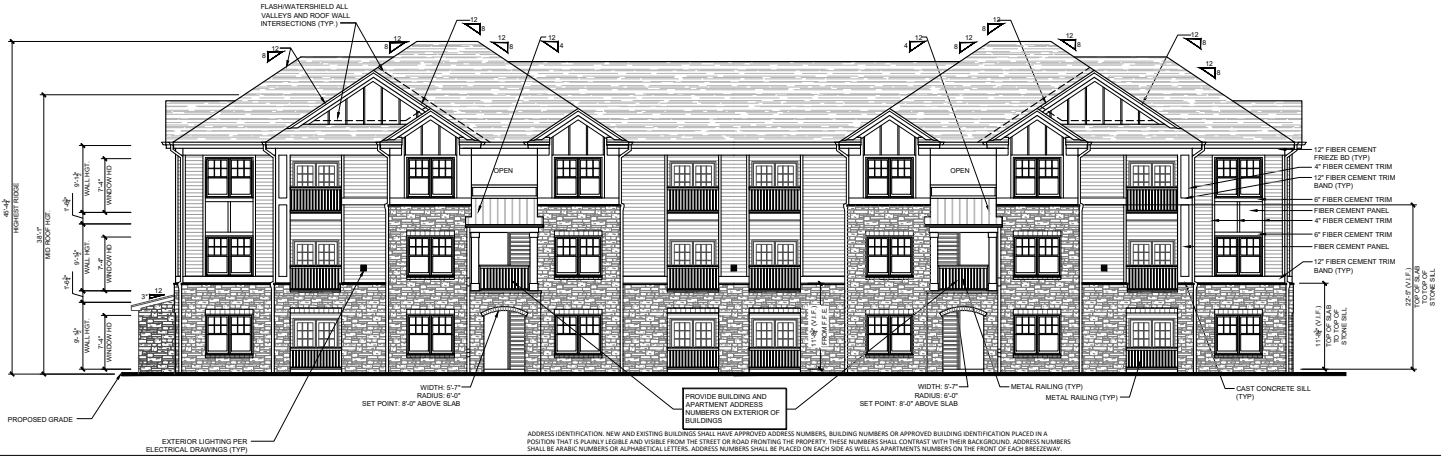 FLASH/WATERSHIELD ALL
VALLEYS AND ROOF WALL
INTERSECTIONS (TYP.)
12
8
12
8
12
8
12
8
12
4
12
4
12
8
12
8
12
8
12
8
12
8
HIGHEST RIDGE
38'-1"
MID ROOF HGT.
WALL HGT.
7'-4"
WINDOW HD
WALL HGT.
7'-4"
WINDOW HD
WALL HGT.
7'-4"
WINDOW HD
3"
12
OPEN
OPEN
12" FIBER CEMENT
FRIEZE BD (TYP)
4" FIBER CEMENT TRIM
12" FIBER CEMENT TRIM
BAND (TYP)
6" FIBER CEMENT TRIM
FIBER CEMENT PANEL
4" FIBER CEMENT TRIM
6" FIBER CEMENT TRIM
FIBER CEMENT PANEL
12" FIBER CEMENT TRIM
BAND (TYP)
22'-5" (V.I.F.)
TOP OF SLAB
TO TOP OF
STONE SILL
TOP OF SLAB
TO TOP OF
STONE SILL
FROM F.F.E.
PROPOSED GRADE
EXTERIOR LIGHTING PER
ELECTRICAL DRAWINGS (TYP)
WIDTH: 5'-7"
RADIUS: 6'-0"
SET POINT: 8'-0" ABOVE SLAB
PROVIDE BUILDING AND
APARTMENT ADDRESS
NUMBERS ON EXTERIOR OF
BUILDINGS
WIDTH: 5'-7"
RADIUS: 6'-0"
SET POINT: 8'-0" ABOVE SLAB
METAL RAILING (TYP)
METAL RAILING (TYP)
CAST CONCRETE SILL
(TYP)
ADDRESS IDENTIFICATION. NEW AND EXISTING BUILDINGS SHALL HAVE APPROVED ADDRESS NUMBERS, BUILDING NUMBERS OR APPROVED BUILDING IDENTIFICATION PLACED IN A
POSITION THAT IS PLAINLY LEGIBLE AND VISIBLE FROM THE STREET OR ROAD FRONTING THE PROPERTY. THESE NUMBERS SHALL CONTRAST WITH THEIR BACKGROUND. ADDRESS NUMBERS
SHALL BE ARABIC NUMBERS OR ALPHABETICAL LETTERS. ADDRESS NUMBERS SHALL BE PLACED ON EACH SIDE AS WELL AS APARTMENTS NUMBERS ON THE FRONT OF EACH BREEZEWAY.